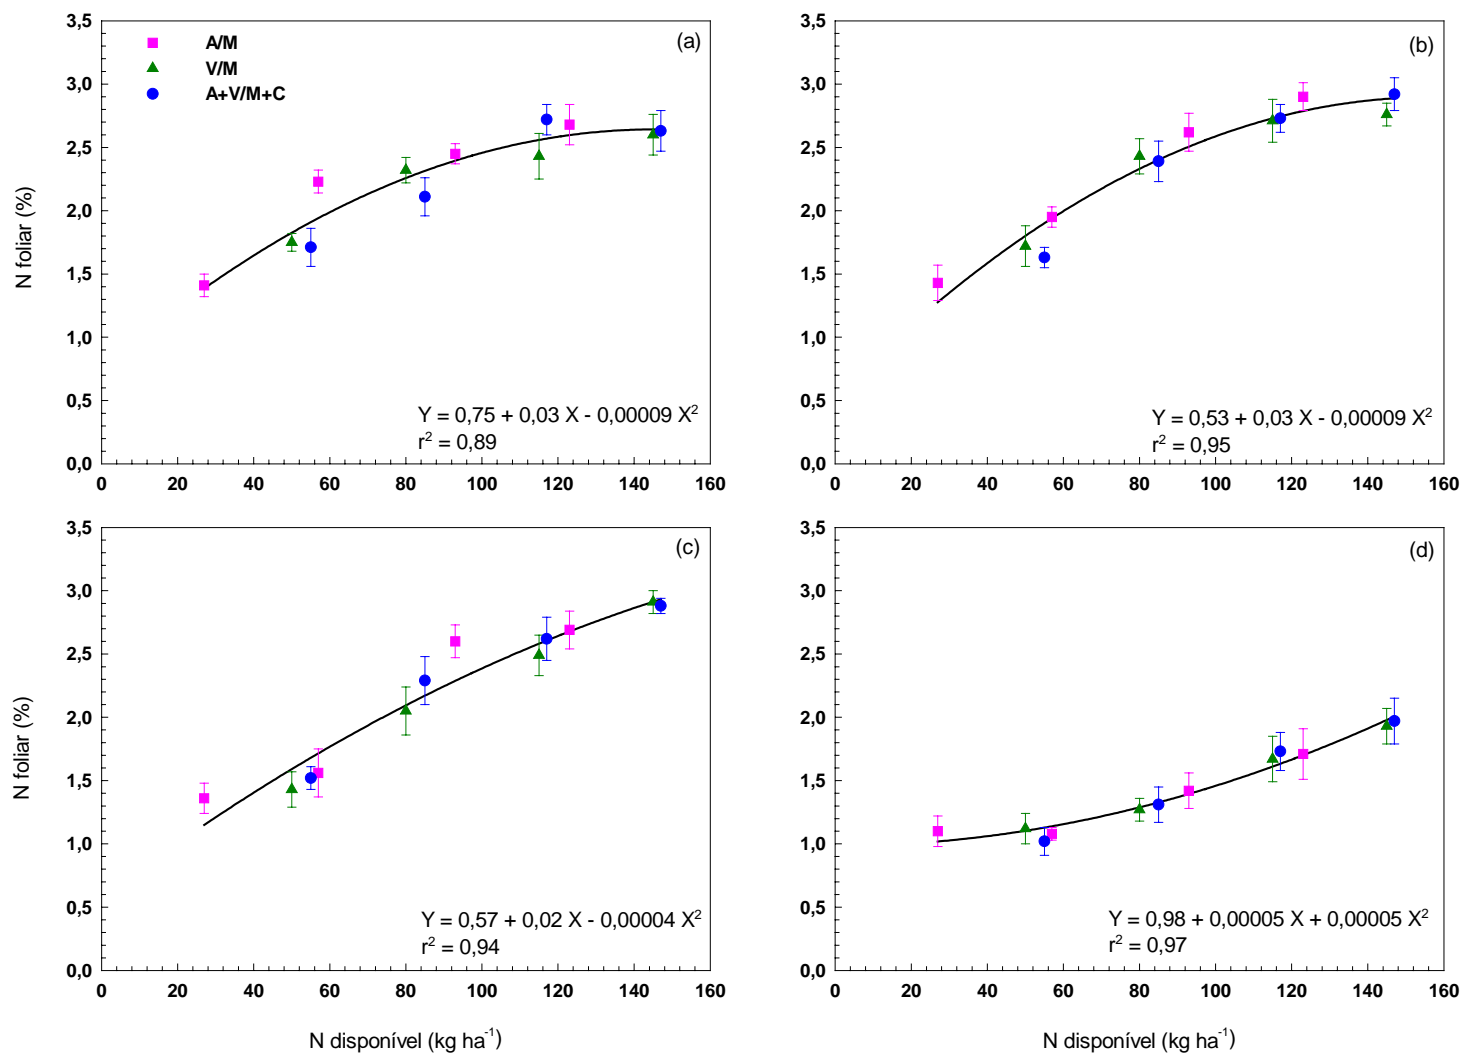 3,5
3,0
2,5
2,0
1,5
1,0
0,5
0,0
N foliar (%)
A/M
V/M
A+V/M+C
(a)
Y = 0,75 + 0,03 X - 0,00009 X²
r² = 0,89
0 20 40 60 80 100 120 140 160
3,5
3,0
2,5
2,0
1,5
1,0
0,5
0,0
(b)
Y = 0,53 + 0,03 X - 0,00009 X²
r² = 0,95
0 20 40 60 80 100 120 140 160
3,5
3,0
2,5
2,0
1,5
1,0
0,5
0,0
N foliar (%)
(c)
Y = 0,57 + 0,02 X - 0,00004 X²
r² = 0,94
0 20 40 60 80 100 120 140 160
N disponível (kg ha⁻¹)
3,5
3,0
2,5
2,0
1,5
1,0
0,5
0,0
(d)
Y = 0,98 + 0,00005 X + 0,00005 X²
r² = 0,97
0 20 40 60 80 100 120 140 160
N disponível (kg ha⁻¹)